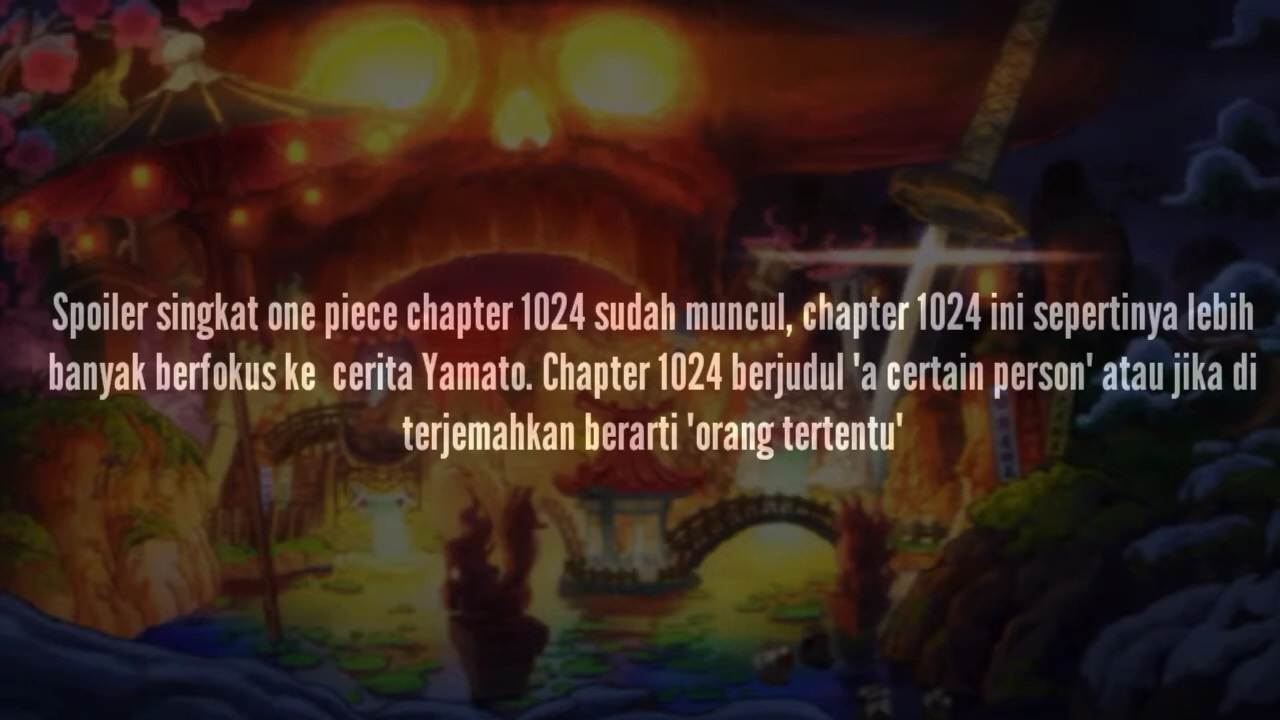 Spoiler singkat one piece chapter 1024 sudah muncul, chapter 1024 ini sepertinya lebih
banyak berfokus ke  cerita Yamato. Chapter 1024 berjudul 'a certain person' atau jika di
terjemahkan berarti 'orang tertentu'